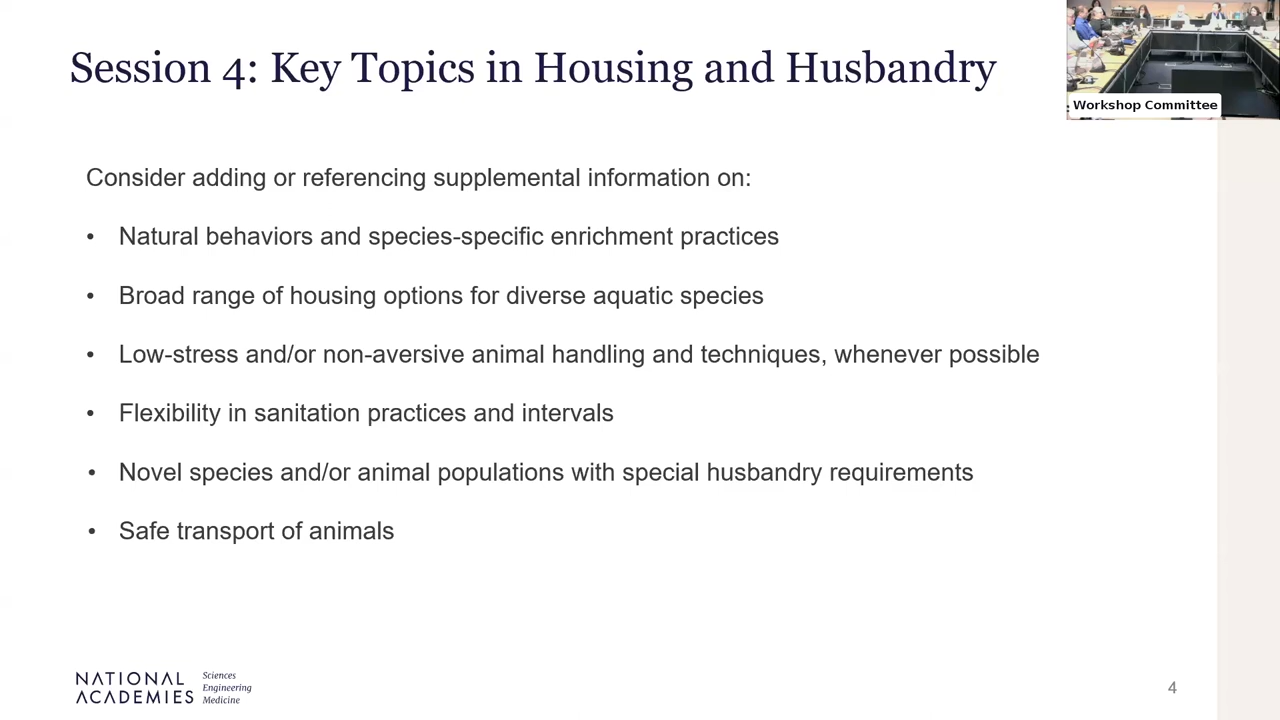 Session 4: Key Topics in Housing and Husbandry
: Workshop Committee
Consider adding or referencing supplemental information on:
• Natural behaviors and species-specific enrichment practices
• Broad range of housing options for diverse aquatic species
• Low-stress and/or non-aversive animal handling and techniques, whenever possible
• Flexibility in sanitation practices and intervals
• Novel species and/or animal populations with special husbandry requirements
• Safe transport of animals
NATIONAL
ACADEMIES
Sciences
Engineering
Medicine
4